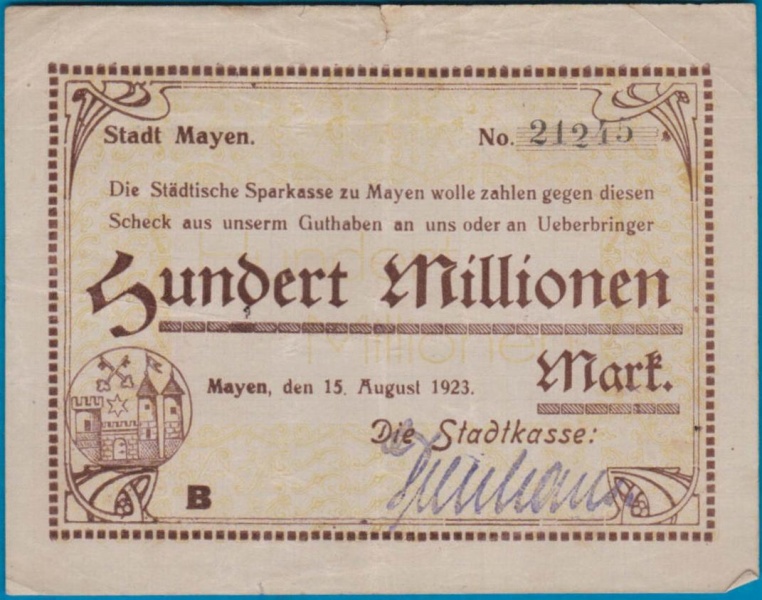 Stadt Mayen.
No. 21245
Die Städtische Sparkasse zu Mayen wolle zahlen gegen diesen
Scheck aus unserm Guthaben an uns oder an Ueberbringer
Hundert Millionen
Mark.
Mayen, den 15. August 1923.
Die Stadtkasse:
B